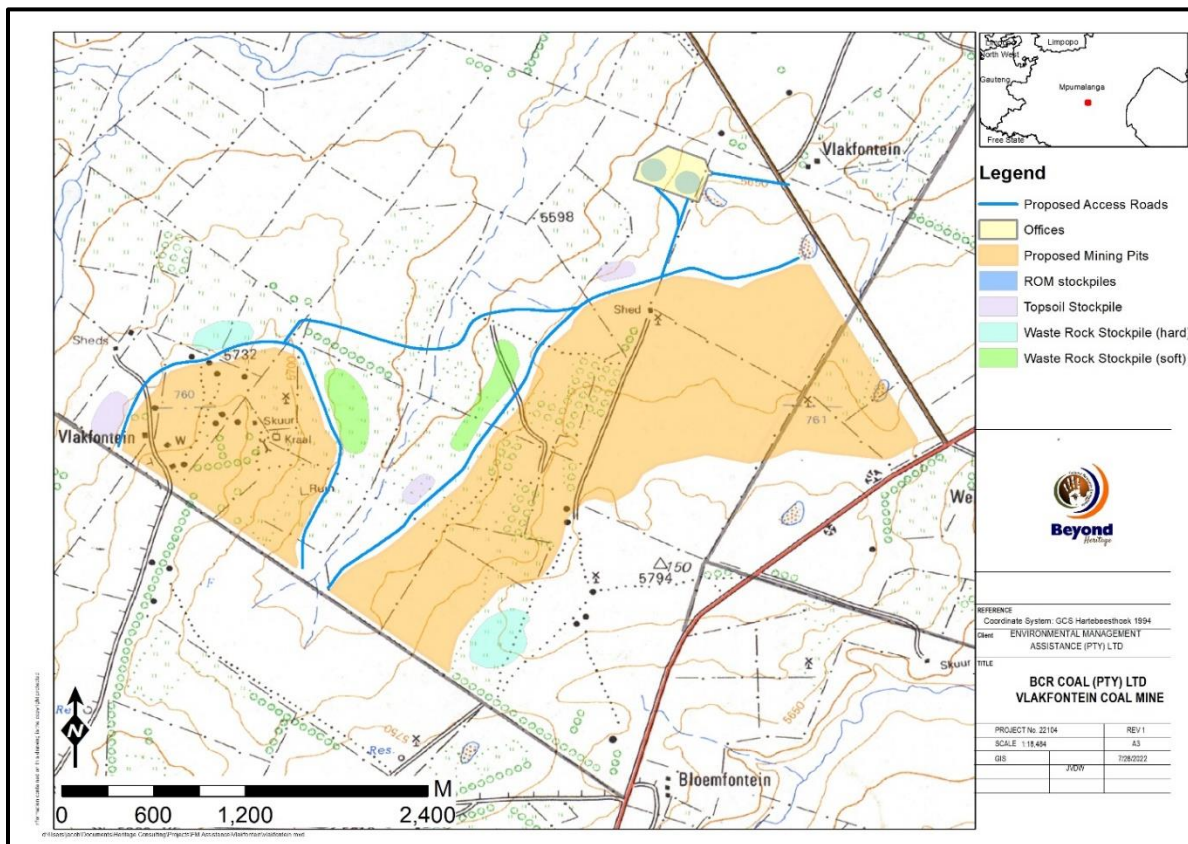 Limpopo
North West
Gauteng
Mpumalanga
Free State
Legend
Proposed Access Roads
Offices
Proposed Mining Pits
ROM stockpiles
Topsoil Stockpile
Waste Rock Stockpile (hard)
Waste Rock Stockpile (soft)
Vlakfontein
5650
5598
Shed
Sheds
5732
5700
760
Skuur
Kraal
Vlakfontein
W
Ruin
761
We
150
5794
F
Skuur
5650
5750
Res
Bloemfontein
N
M
0 600 1,200 2,400
Beyond
Heritage
REFERENCE
Coordinate System: GCS Hartebeesthoek 1994
Client ENVIRONMENTAL MANAGEMENT
ASSISTANCE (PTY) LTD
TITLE
BCR COAL (PTY) LTD
VLAKFONTEIN COAL MINE
PROJECT No. 22104 REV 1
SCALE 1:18,484 A3
GIS 7/28/2022
JVDW